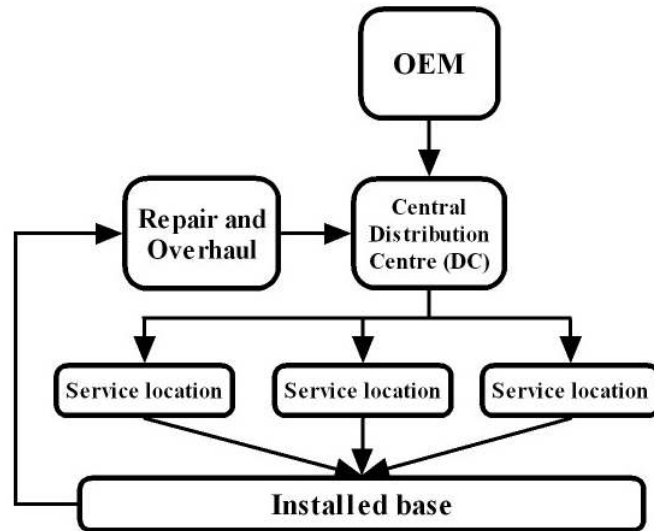 OEM
Repair and
Overhaul
Central
Distribution
Centre (DC)
Service location
Service location
Service location
Installed base